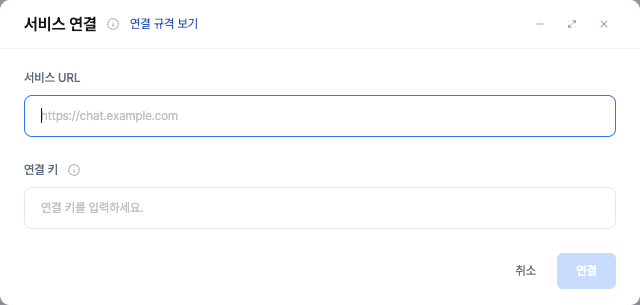 서비스 연결 연결 규격 보기
서비스 URL
https://chat.example.com
연결 키
연결 키를 입력하세요.
취소 연결